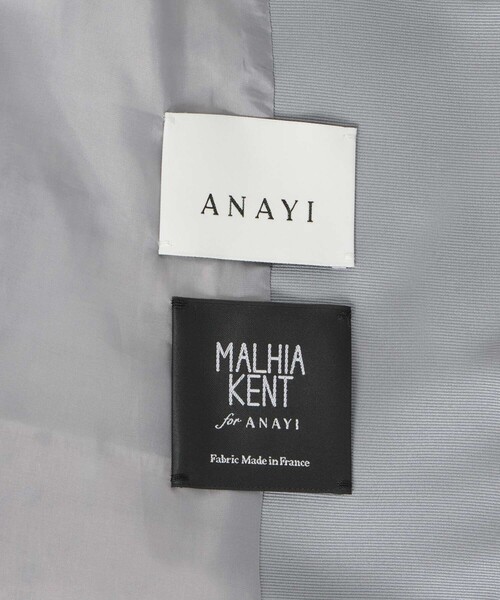 ANAYI
MALHIA
KENT
for ANAYI
Fabric Made in France